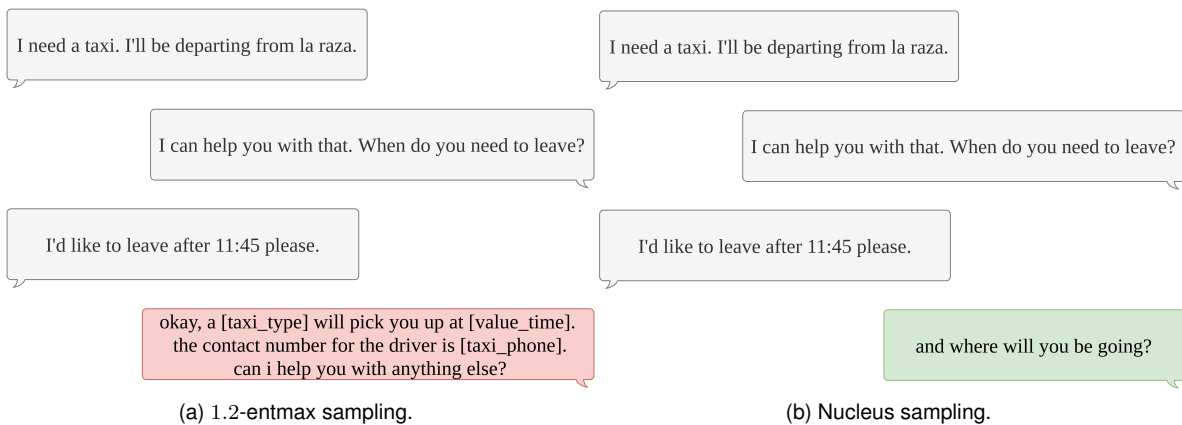 I need a taxi. I'll be departing from la raza.
I can help you with that. When do you need to leave?
I'd like to leave after 11:45 please.
okay, a [taxi_type] will pick you up at [value_time].
the contact number for the driver is [taxi_phone].
can i help you with anything else?
(a) 1.2-entmax sampling.
I need a taxi. I'll be departing from la raza.
I can help you with that. When do you need to leave?
I'd like to leave after 11:45 please.
and where will you be going?
(b) Nucleus sampling.